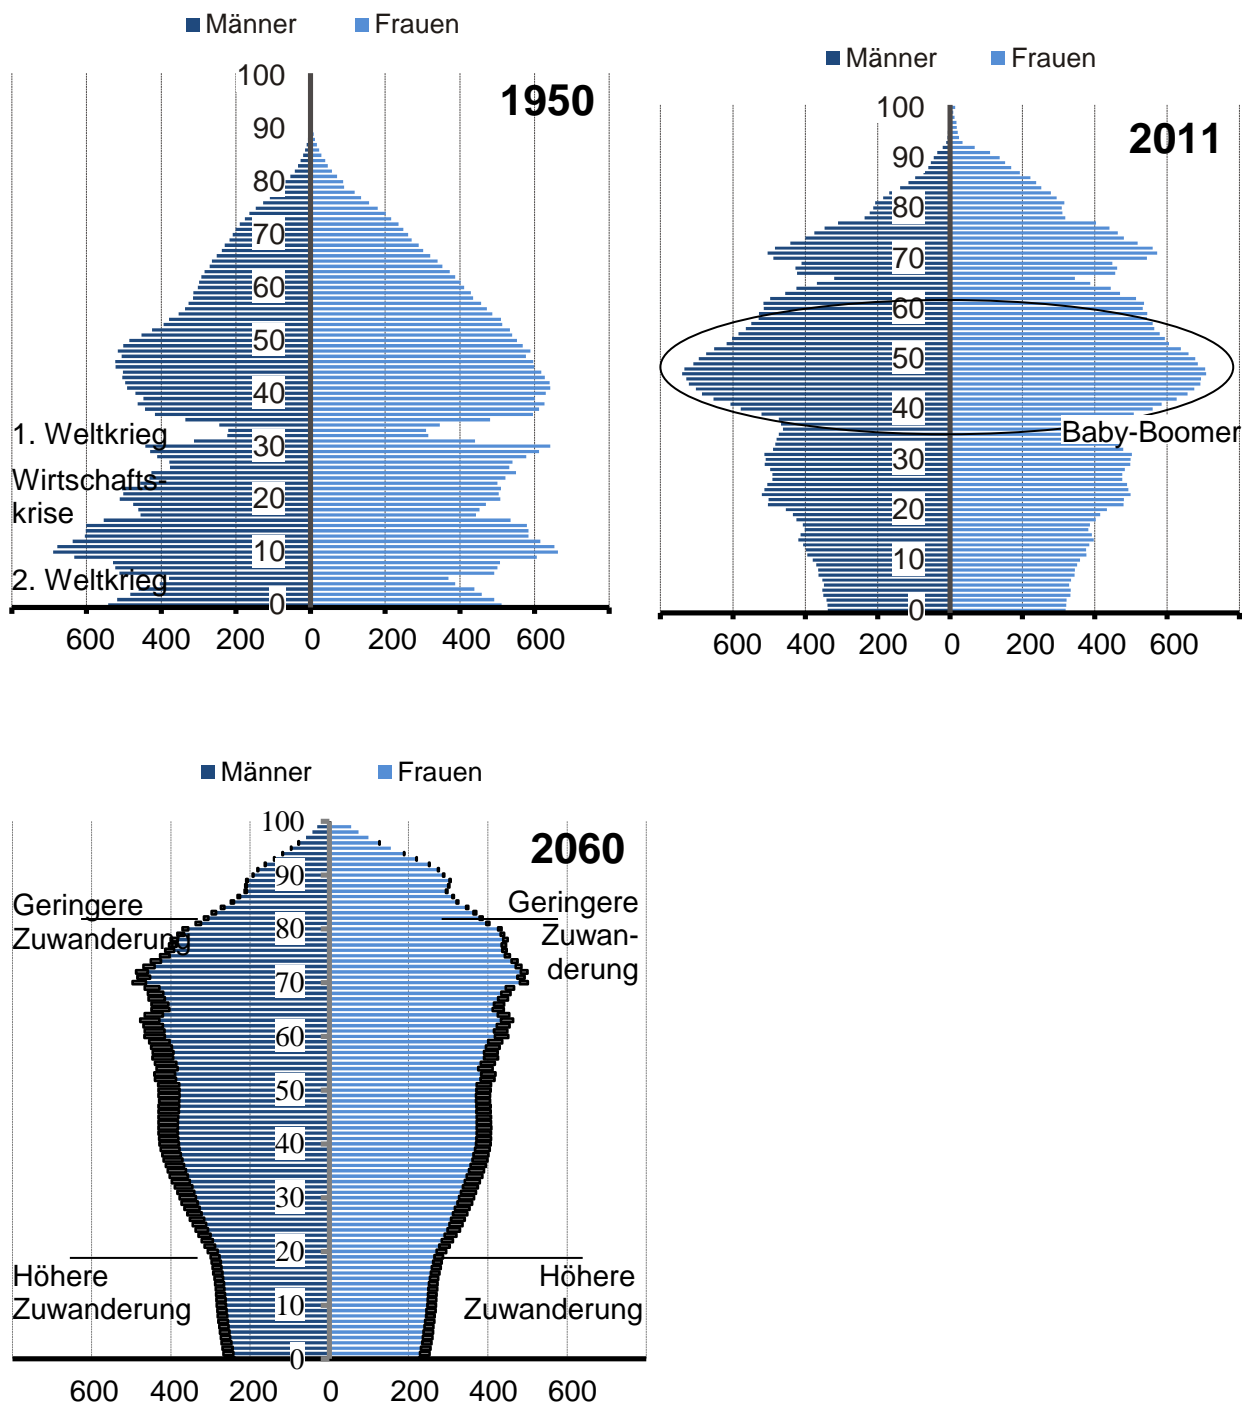 Männer Frauen
1950
100
90
80
70
60
50
40
30
20
10
0
1. Weltkrieg
Wirtschafts-
krise
2. Weltkrieg
600 400 200 0 200 400 600
Männer Frauen
2011
100
90
80
70
60
50
40
30
20
10
0
Baby-Boomer
600 400 200 0 200 400 600
Männer Frauen
2060
100
90
80
70
60
50
40
30
20
10
0
Geringere
Zuwanderung
Geringere
Zuwan-
derung
Höhere
Zuwanderung
Höhere
Zuwanderung
600 400 200 0 200 400 600